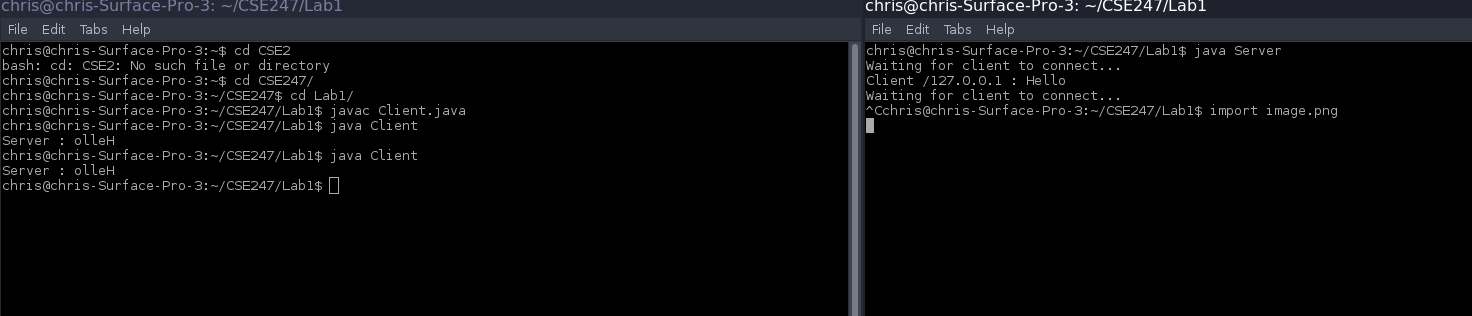 chris@chris-Surface-Pro-3: ~/CSE247/Lab1
File Edit Tabs Help
chris@chris-Surface-Pro-3:~$ cd CSE2
bash: cd: CSE2: No such file or directory
chris@chris-Surface-Pro-3:~$ cd CSE247/
chris@chris-Surface-Pro-3:~/CSE247$ cd Lab1/
chris@chris-Surface-Pro-3:~/CSE247/Lab1$ javac Client.java
chris@chris-Surface-Pro-3:~/CSE247/Lab1$ java Client
Server : olleH
chris@chris-Surface-Pro-3:~/CSE247/Lab1$ java Client
Server : olleH
chris@chris-Surface-Pro-3:~/CSE247/Lab1$
chris@chris-Surface-Pro-3: ~/CSE247/Lab1
File Edit Tabs Help
chris@chris-Surface-Pro-3:~/CSE247/Lab1$ java Server
Waiting for client to connect...
Client /127.0.0.1 : Hello
Waiting for client to connect...
^Cchris@chris-Surface-Pro-3:~/CSE247/Lab1$ import image.png